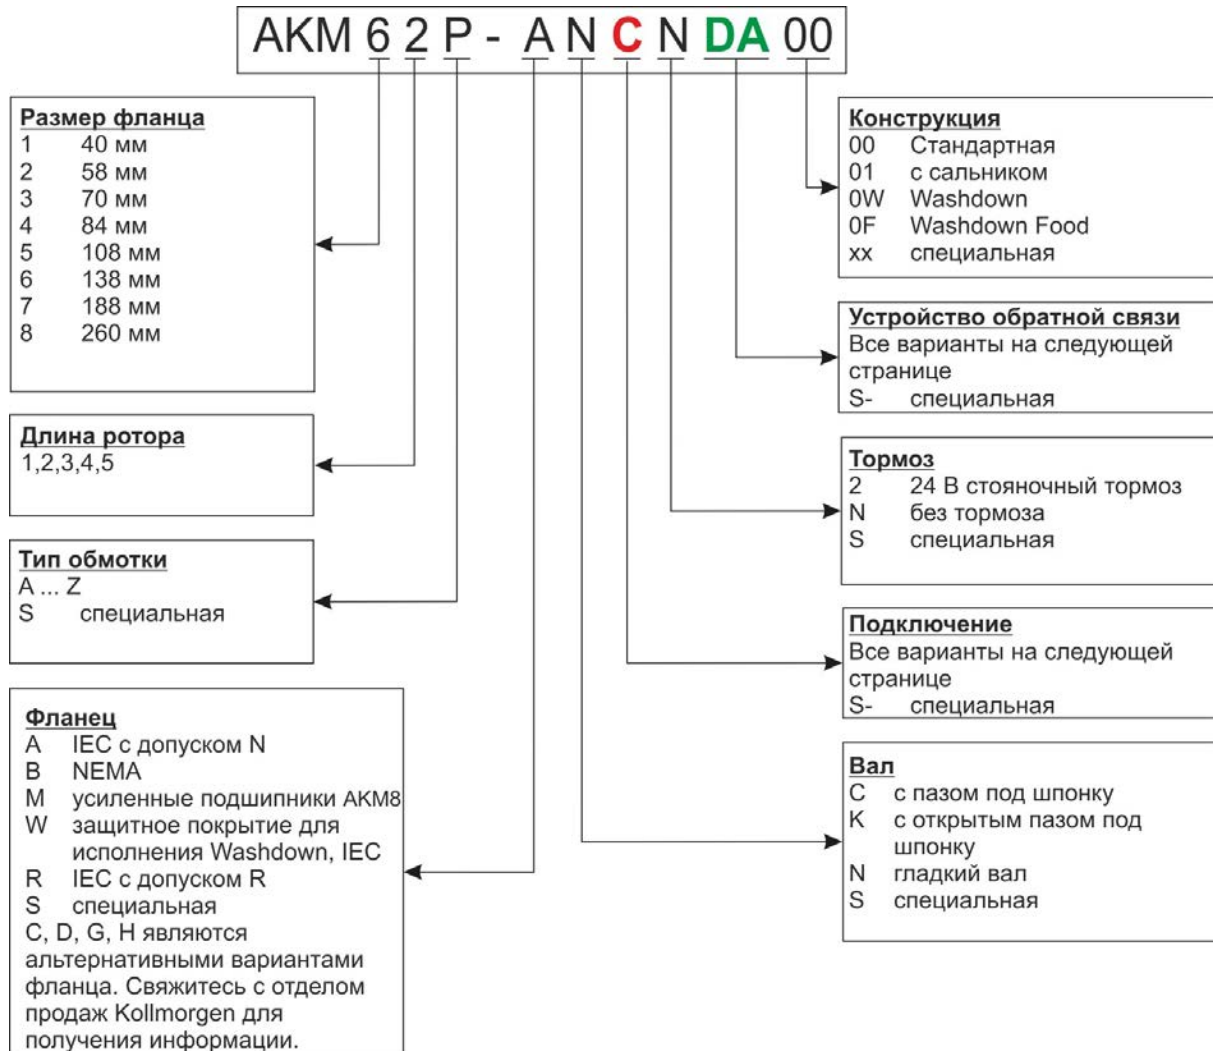 AKM 6 2 P - A N C N DA 00
Размер фланца
1 40 мм
2 58 мм
3 70 мм
4 84 мм
5 108 мм
6 138 мм
7 188 мм
8 260 мм
Длина ротора
1,2,3,4,5
Тип обмотки
A ... Z
S специальная
Фланец
A IEC с допуском N
B NEMA
M усиленные подшипники AKM8
W защитное покрытие для
исполнения Washdown, IEC
R IEC с допуском R
S специальная
C, D, G, H являются
альтернативными вариантами
фланца. Свяжитесь с отделом
продаж Kollmorgen для
получения информации.
Конструкция
00 Стандартная
01 с сальником
0W Washdown
0F Washdown Food
xx специальная
Устройство обратной связи
Все варианты на следующей
странице
S- специальная
Тормоз
2 24 В стояночный тормоз
N без тормоза
S специальная
Подключение
Все варианты на следующей
странице
S- специальная
Вал
C с пазом под шпонку
K с открытым пазом под
шпонку
N гладкий вал
S специальная